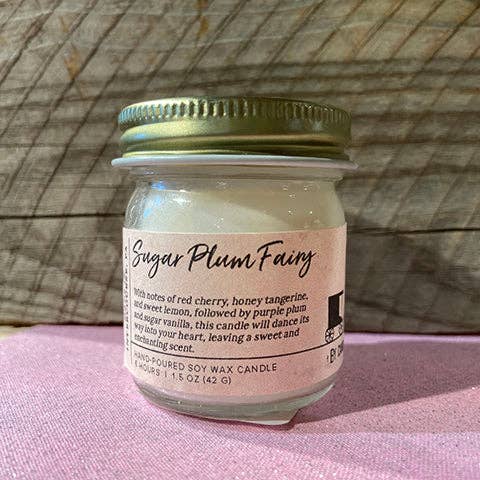 Sugar Plum Fairy
With notes of red cherry, honey tangerine,
and sweet lemon, followed by purple plum
and sugar vanilla, this candle will dance its
way into your heart, leaving a sweet and
enchanting scent.
HAND-POURED SOY WAX CANDLE
HOURS | 1.5 OZ (42 G)
BY